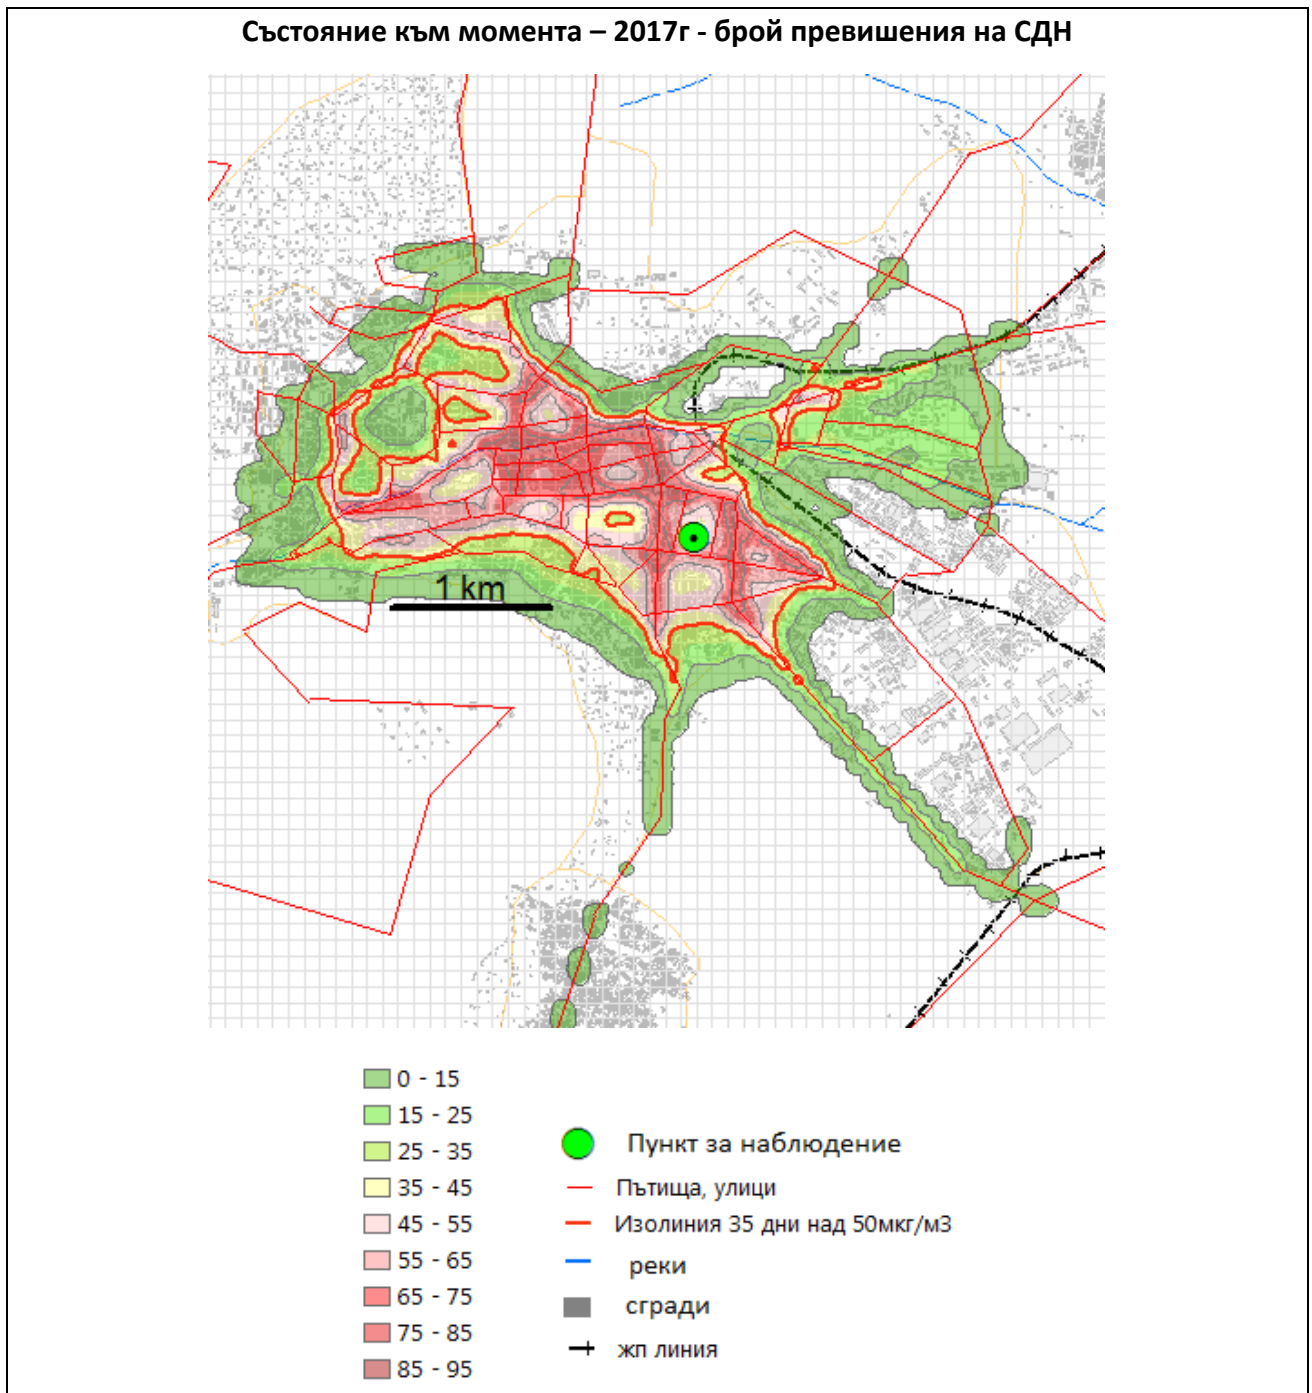 Състояние към момента – 2017г - брой превишения на СДН
1 km
0 - 15
15 - 25
25 - 35
35 - 45
45 - 55
55 - 65
65 - 75
75 - 85
85 - 95
Пункт за наблюдение
Пътища, улици
Изолиния 35 дни над 50мкг/м3
реки
сгради
жп линия